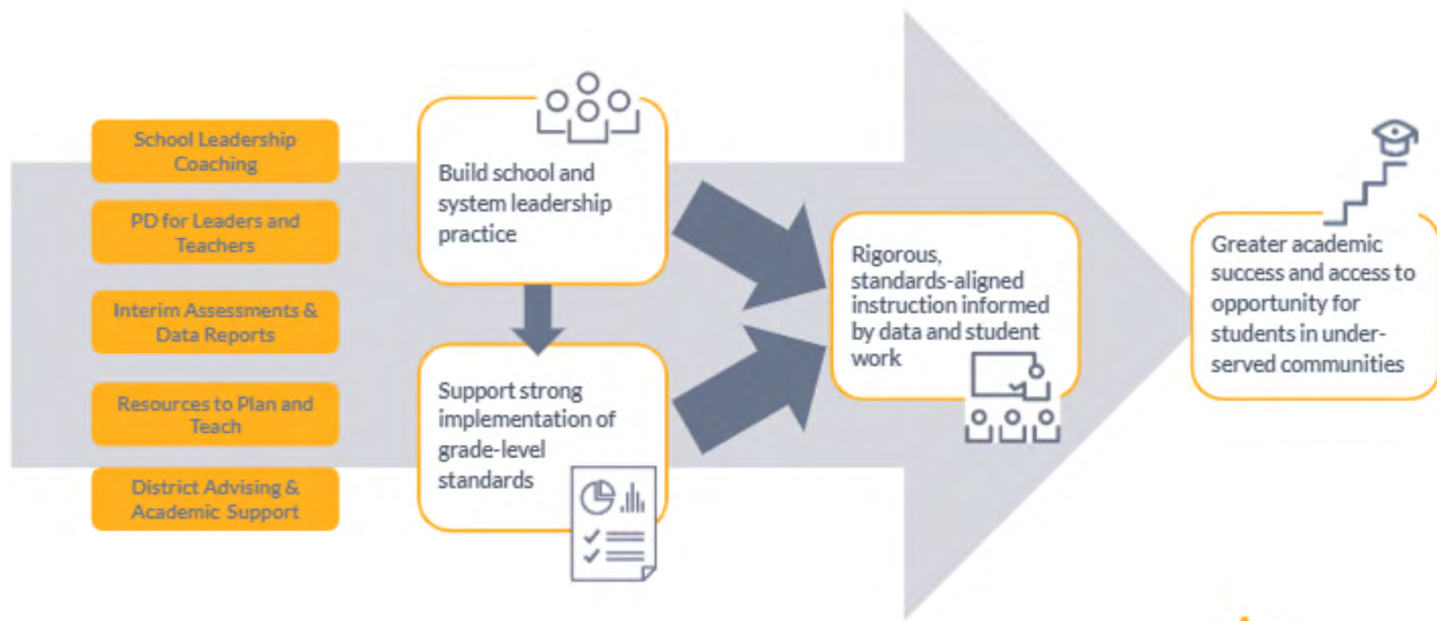 School Leadership
Coaching
PD for Leaders and
Teachers
Interim Assessments &
Data Reports
Resources to Plan and
Teach
District Advising &
Academic Support
Build school and
system leadership
practice
Support strong
implementation of
grade-level
standards
Rigorous,
standards-aligned
instruction informed
by data and student
work
Greater academic
success and access to
opportunity for
students in under-
served communities